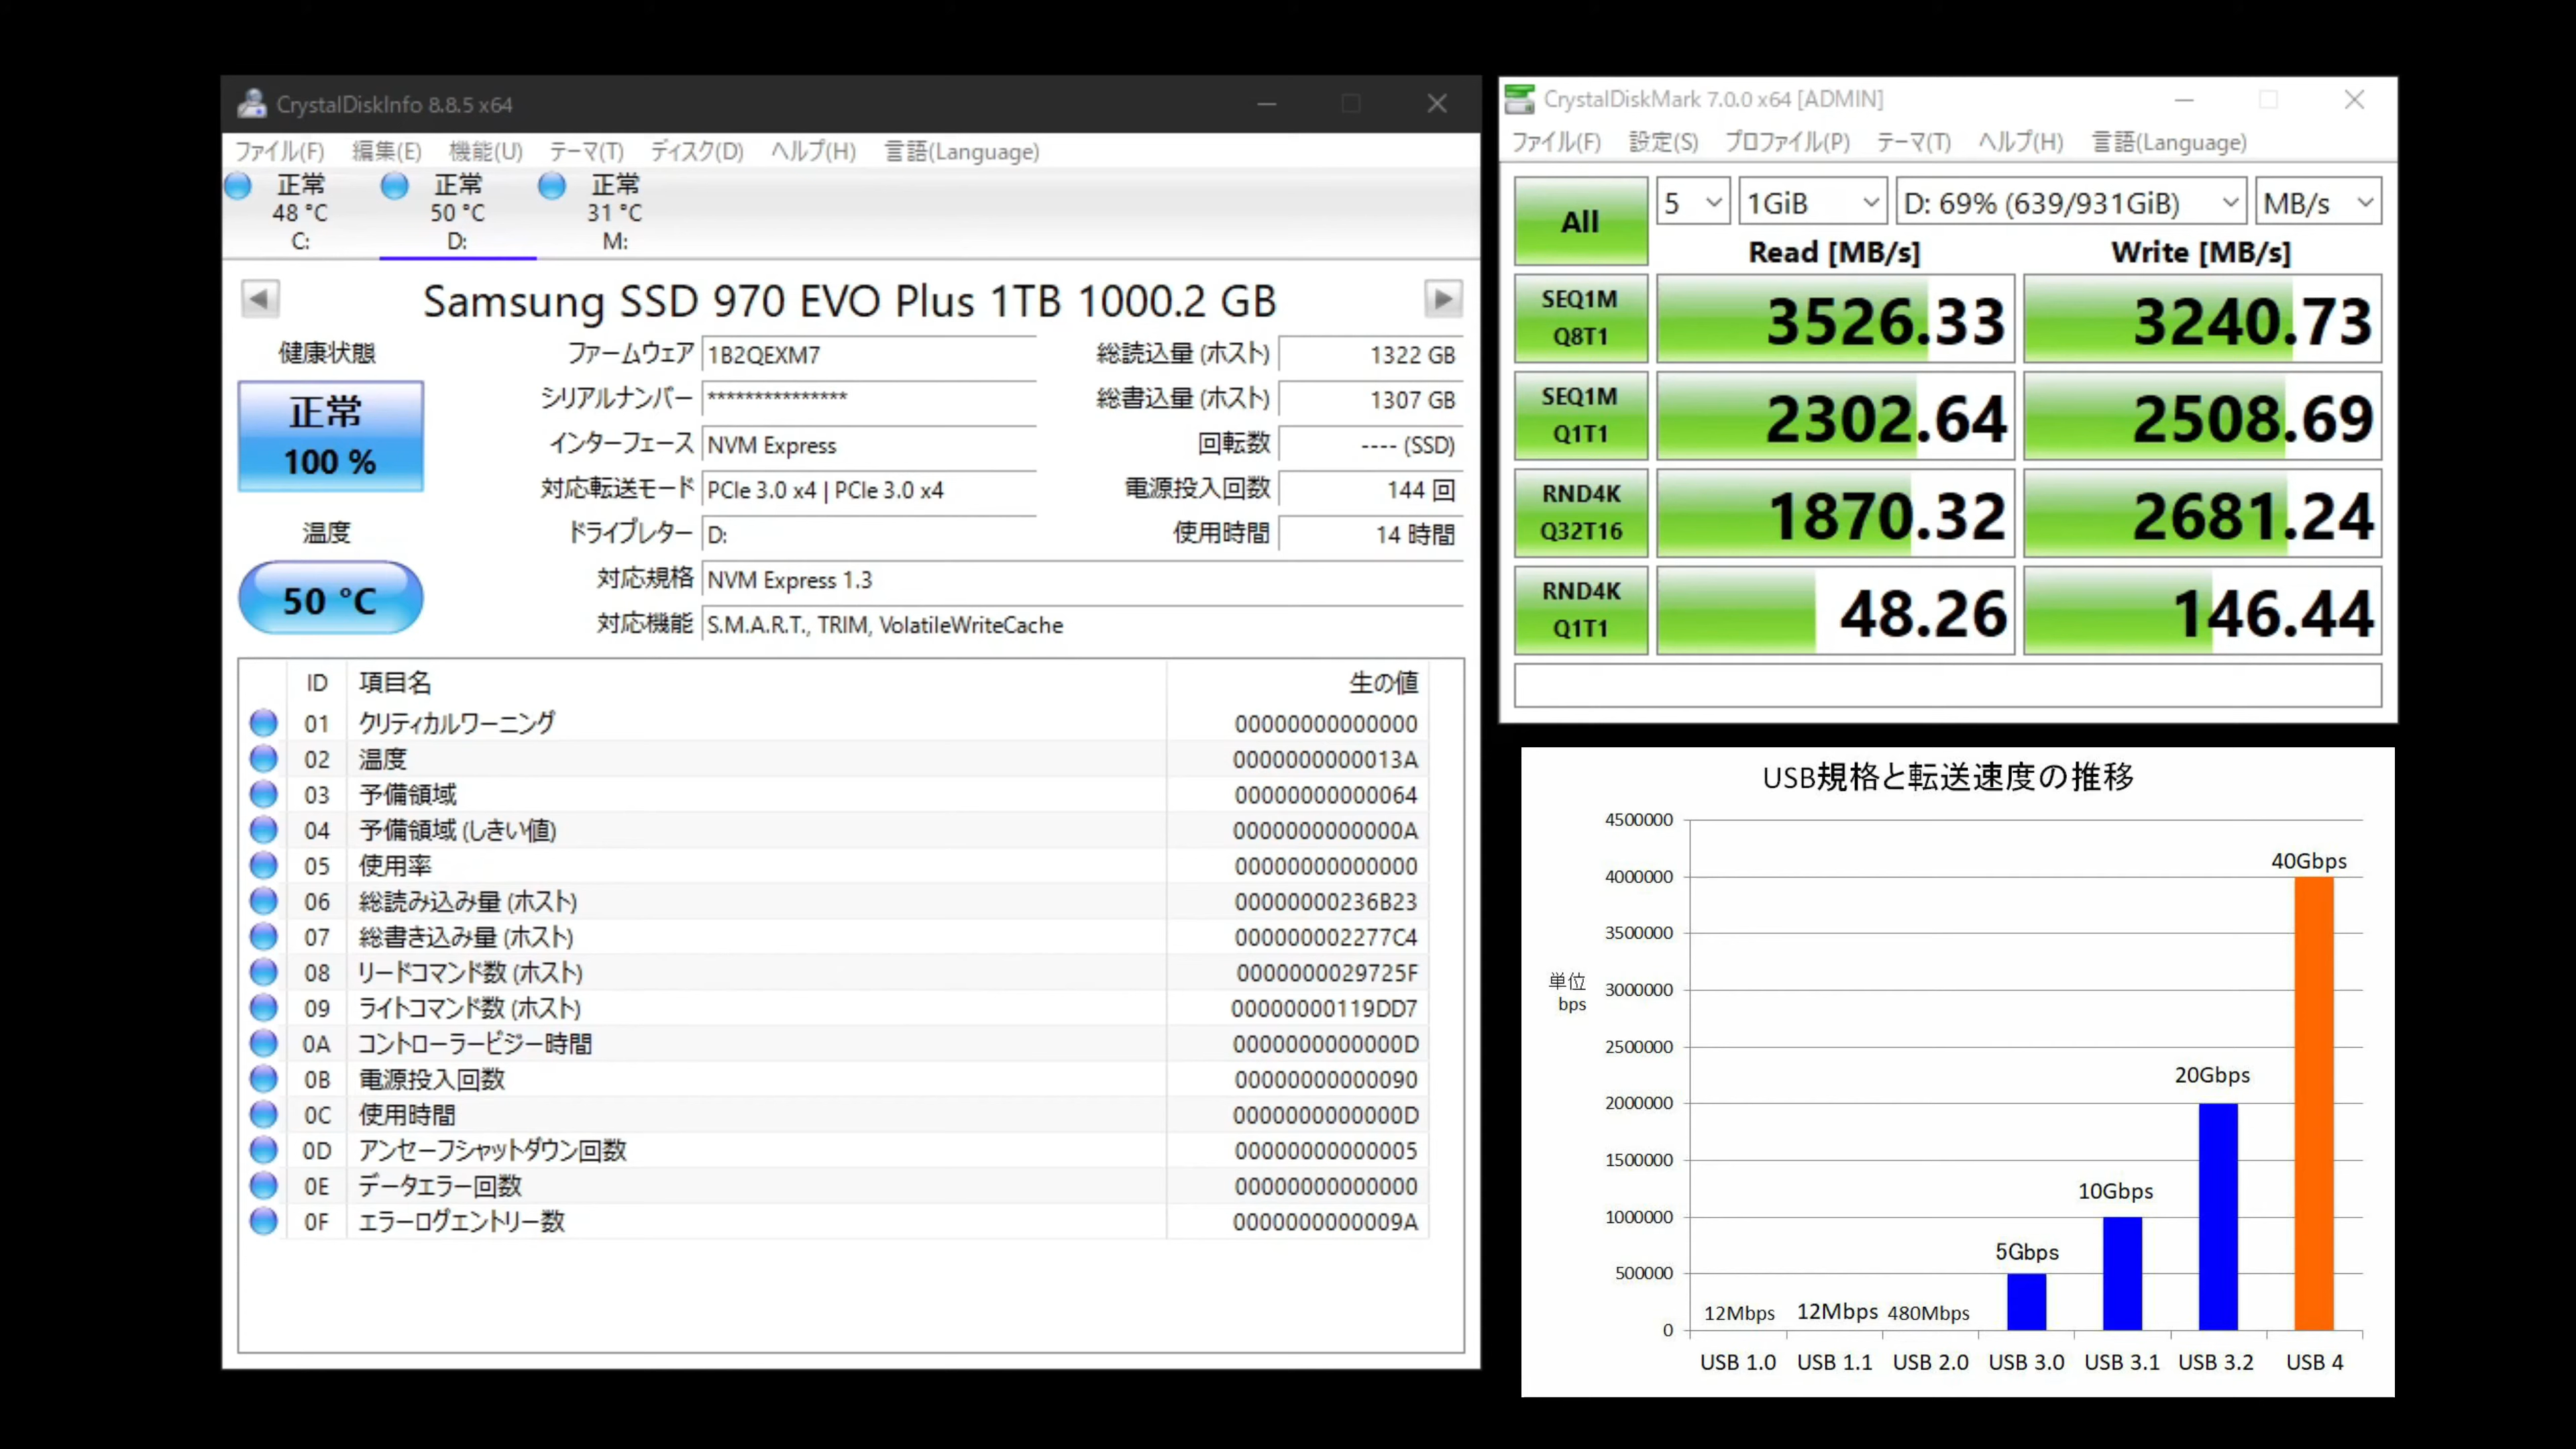 CrystalDiskInfo 8.8.5 x64
ファイル(F) 編集(E) 機能(U) テーマ(T) ディスク(D) ヘルプ(H) 言語(Language)
正常 正常 正常
48 °C 50 °C 31 °C
C: D: M:
Samsung SSD 970 EVO Plus 1TB 1000.2 GB
健康状態
正常
100 %
温度
50 °C
ファームウェア 1B2QEXM7
シリアルナンバー ***************
インターフェース NVM Express
対応転送モード PCIe 3.0 x4 | PCIe 3.0 x4
ドライブレター D:
対応規格 NVM Express 1.3
対応機能 S.M.A.R.T., TRIM, VolatileWriteCache
総読込量 (ホスト) 1322 GB
総書込量 (ホスト) 1307 GB
回転数 ---- (SSD)
電源投入回数 144 回
使用時間 14 時間
ID 項目名 生の値
01 クリティカルワーニング 00000000000000
02 温度 0000000000013A
03 予備領域 00000000000064
04 予備領域 (しきい値) 0000000000000A
05 使用率 00000000000000
06 総読み込み量 (ホスト) 00000000236B23
07 総書き込み量 (ホスト) 000000002277C4
08 リードコマンド数 (ホスト) 0000000029725F
09 ライトコマンド数 (ホスト) 00000000119DD7
0A コントローラービジー時間 0000000000000D
0B 電源投入回数 00000000000090
0C 使用時間 0000000000000D
0D アンセーフシャットダウン回数 00000000000005
0E データエラー回数 00000000000000
0F エラーログエントリー数 0000000000009A
CrystalDiskMark 7.0.0 x64 [ADMIN]
ファイル(F) 設定(S) プロファイル(P) テーマ(T) ヘルプ(H) 言語(Language)
All 5 1GiB D: 69% (639/931GiB) MB/s
Read [MB/s] Write [MB/s]
SEQ1M
Q8T1
3526.33 3240.73
SEQ1M
Q1T1
2302.64 2508.69
RND4K
Q32T16
1870.32 2681.24
RND4K
Q1T1
48.26 146.44
USB規格と転送速度の推移
単位
bps
4500000
4000000
3500000
3000000
2500000
2000000
1500000
1000000
500000
0
12Mbps 12Mbps 480Mbps 5Gbps 10Gbps 20Gbps 40Gbps
USB 1.0 USB 1.1 USB 2.0 USB 3.0 USB 3.1 USB 3.2 USB 4